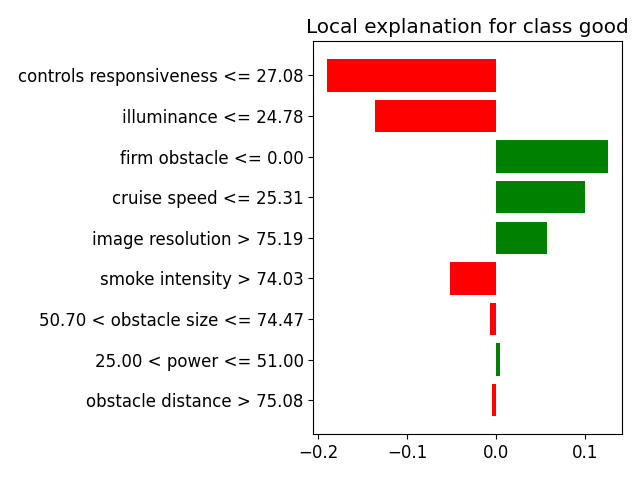 Local explanation for class good
controls responsiveness <= 27.08
illuminance <= 24.78
firm obstacle <= 0.00
cruise speed <= 25.31
image resolution > 75.19
smoke intensity > 74.03
50.70 < obstacle size <= 74.47
25.00 < power <= 51.00
obstacle distance > 75.08
−0.2 −0.1 0.0 0.1